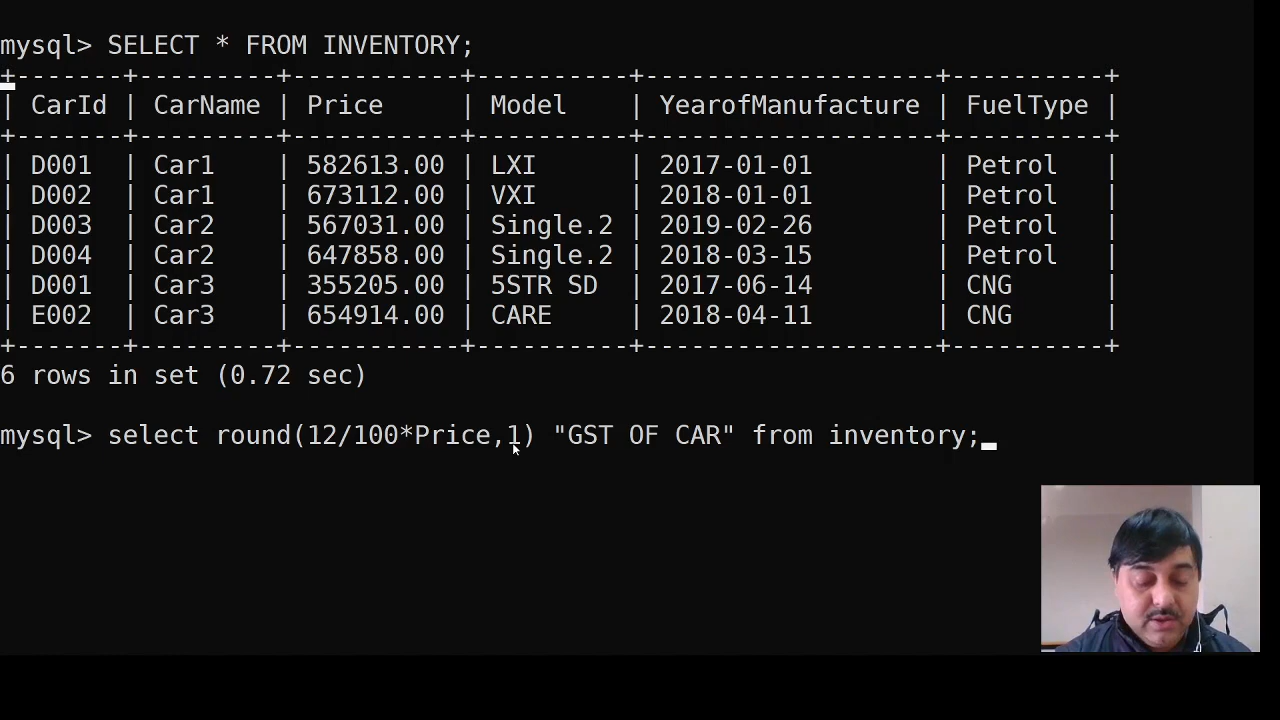 mysql> SELECT * FROM INVENTORY;
+-------+---------+-----------+----------+-------------------+----------+
| CarId | CarName | Price     | Model    | YearofManufacture | FuelType |
+-------+---------+-----------+----------+-------------------+----------+
| D001  | Car1    | 582613.00 | LXI      | 2017-01-01        | Petrol   |
| D002  | Car1    | 673112.00 | VXI      | 2018-01-01        | Petrol   |
| D003  | Car2    | 567031.00 | Single.2 | 2019-02-26        | Petrol   |
| D004  | Car2    | 647858.00 | Single.2 | 2018-03-15        | Petrol   |
| D001  | Car3    | 355205.00 | 5STR SD  | 2017-06-14        | CNG      |
| E002  | Car3    | 654914.00 | CARE     | 2018-04-11        | CNG      |
+-------+---------+-----------+----------+-------------------+----------+
6 rows in set (0.72 sec)
mysql> select round(12/100*Price,1) "GST OF CAR" from inventory;